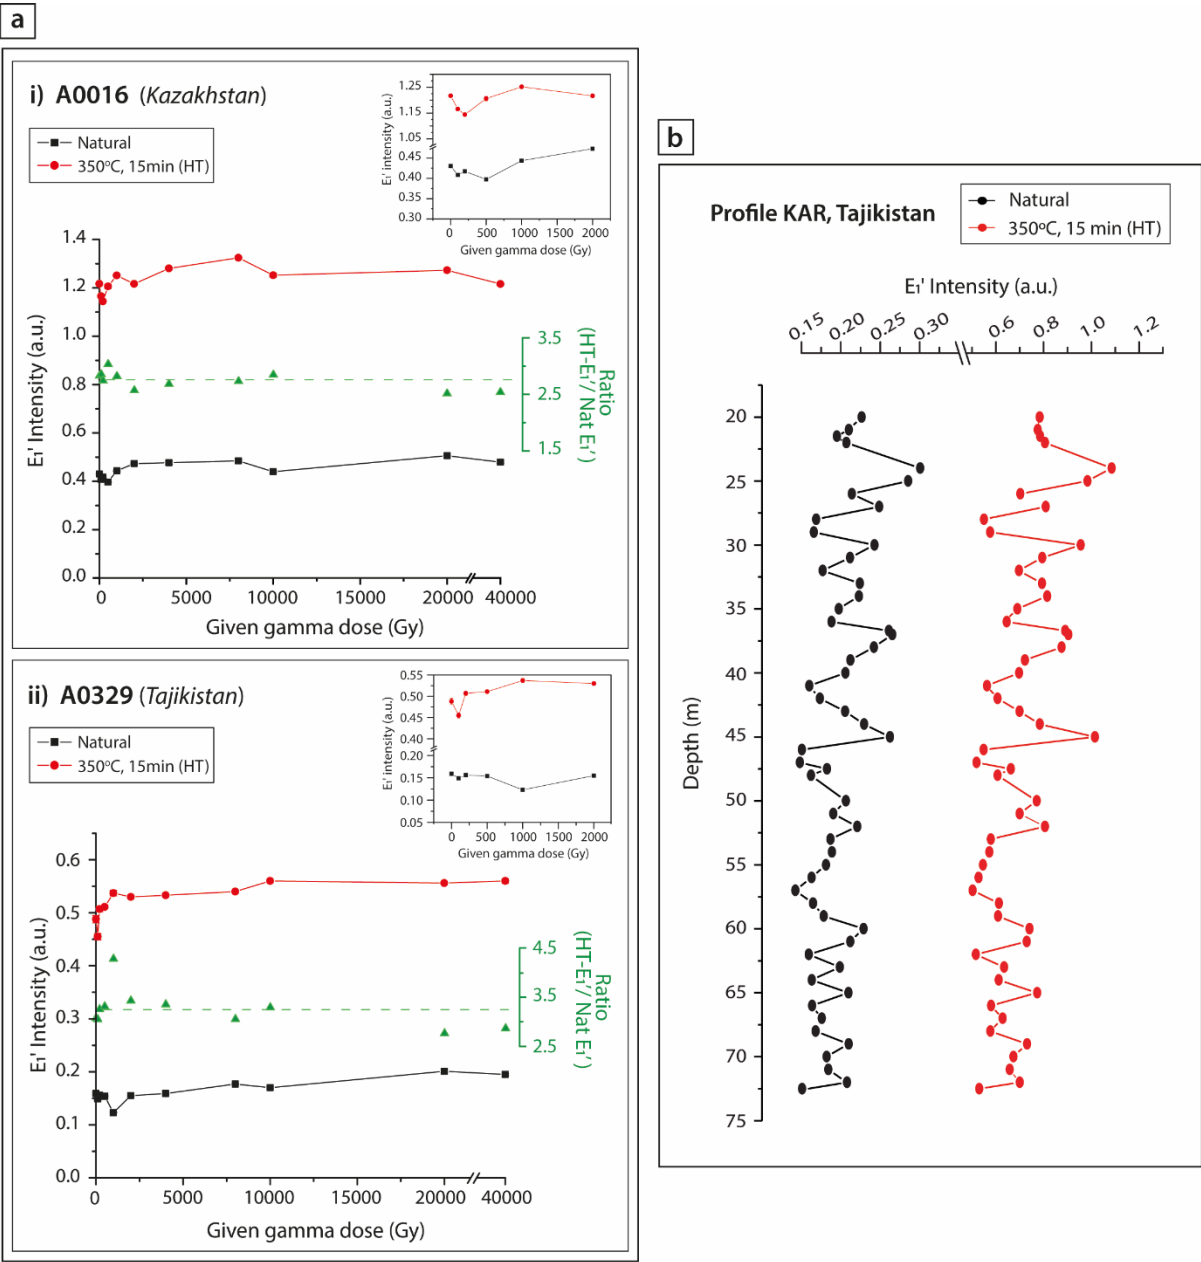 a
i) A0016 (Kazakhstan)
Natural
350ºC, 15min (HT)
1.25
1.15
1.05
0.45
0.40
0.30
E₁' intensity (a.u.)
0 500 1000 1500 2000
Given gamma dose (Gy)
1.4
1.2
1.0
0.8
0.6
0.4
0.2
0.0
E₁' Intensity (a.u.)
3.5
2.5
1.5
Ratio
(HT-E₁'/ Nat E₁')
0 5000 10000 15000 20000 40000
Given gamma dose (Gy)
ii) A0329 (Tajikistan)
Natural
350ºC, 15min (HT)
0.55
0.50
0.45
0.40
0.20
0.15
0.10
0.05
E₁' intensity (a.u.)
0 500 1000 1500 2000
Given gamma dose (Gy)
0.6
0.5
0.4
0.3
0.2
0.1
0.0
E₁' Intensity (a.u.)
4.5
3.5
2.5
Ratio
(HT-E₁'/ Nat E₁')
0 5000 10000 15000 20000 40000
Given gamma dose (Gy)
b
Profile KAR, Tajikistan
Natural
350ºC, 15 min (HT)
E₁' Intensity (a.u.)
0.15 0.20 0.25 0.30 0.6 0.8 1.0 1.2
20
25
30
35
40
45
50
55
60
65
70
75
Depth (m)